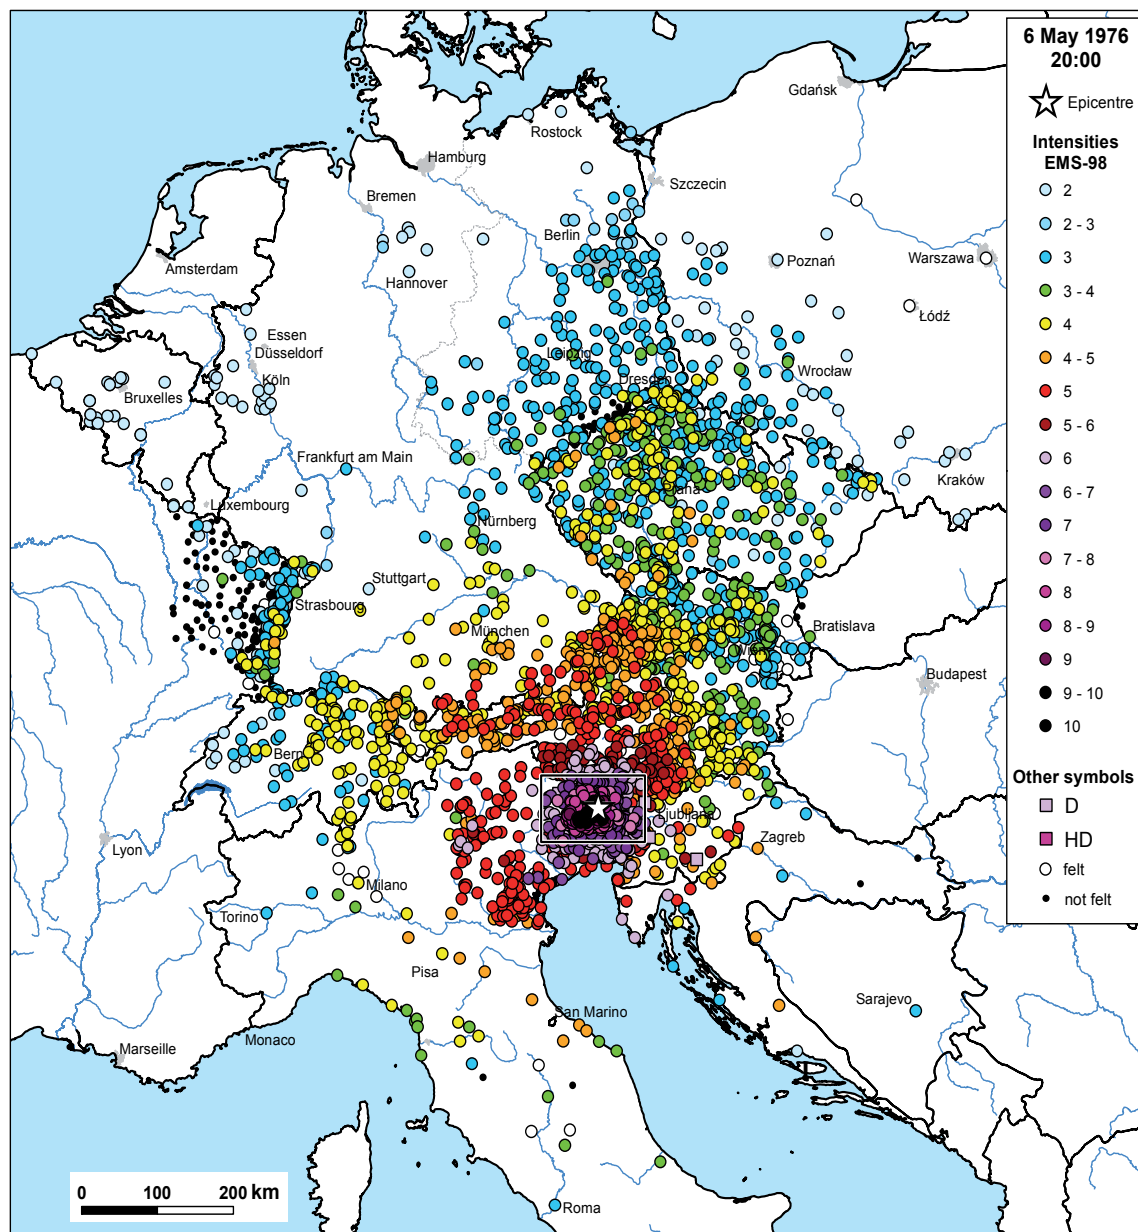 6 May 1976
20:00
Epicentre
Intensities
EMS-98
2
2 - 3
3
3 - 4
4
4 - 5
5
5 - 6
6
6 - 7
7
7 - 8
8
8 - 9
9
9 - 10
10
Other symbols
D
HD
felt
not felt
Gdańsk
Rostock
Hamburg
Szczecin
Bremen
Berlin
Poznań
Warszawa
Amsterdam
Hannover
Łódź
Essen
Düsseldorf
Leipzig
Köln
Dresden
Wrocław
Bruxelles
Frankfurt am Main
Kraków
Praha
Luxembourg
Nürnberg
Stuttgart
Strasbourg
München
Bratislava
Wien
Budapest
Bern
Ljubljana
Zagreb
Lyon
Milano
Torino
Pisa
San Marino
Sarajevo
Monaco
Marseille
Roma
0 100 200 km